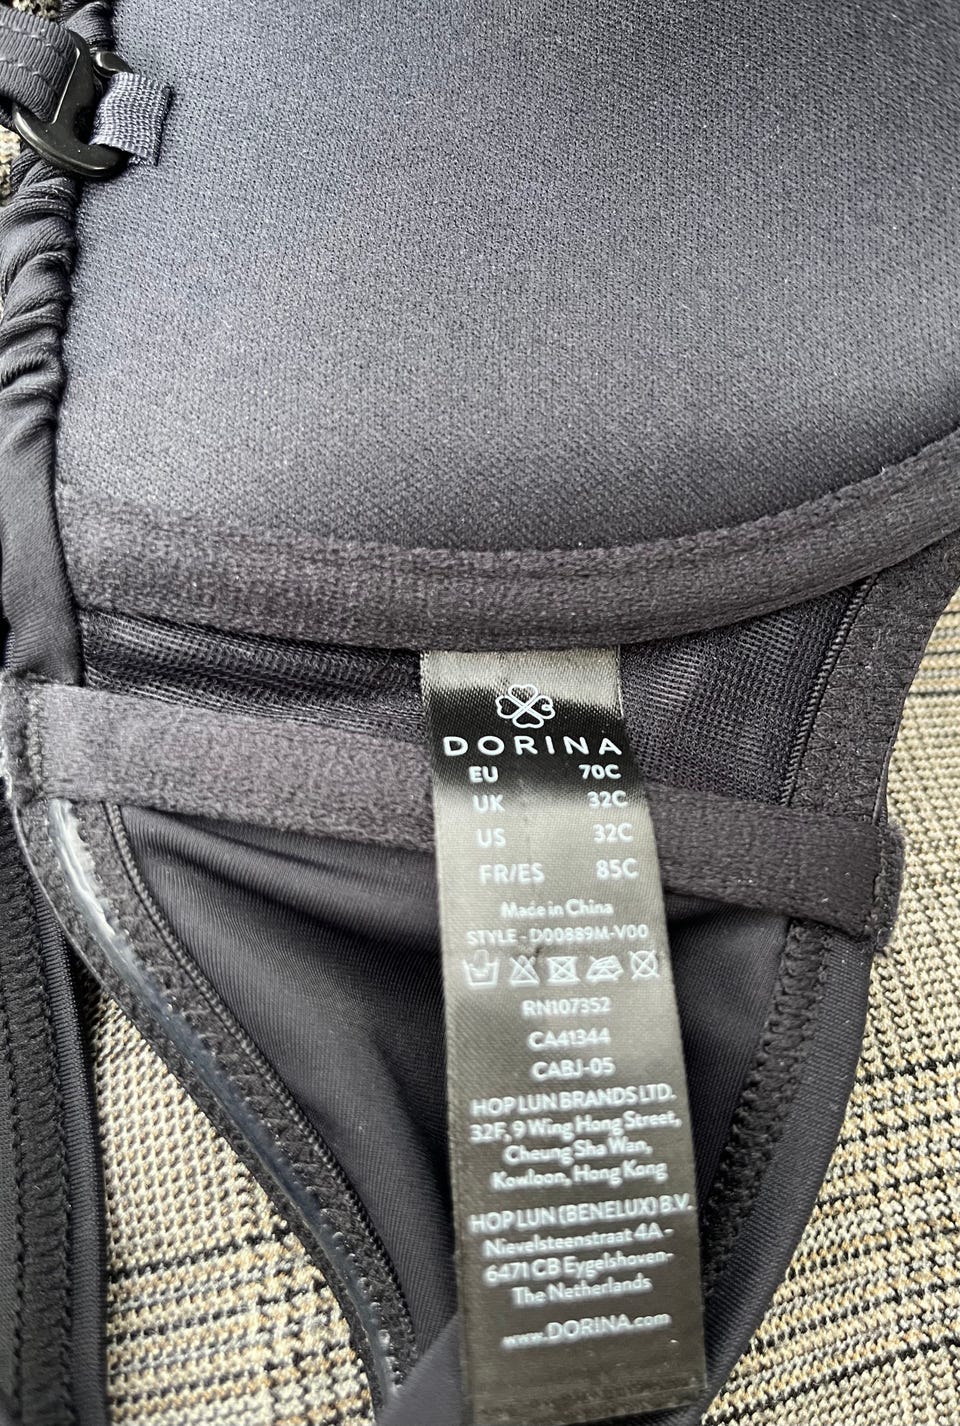 DORINA
EU 70C
UK 32C
US 32C
FR/ES 85C
Made in China
STYLE - D00889M-V00
RN107352
CA41344
CABJ-05
HOP LUN BRANDS LTD.
32F, 9 Wing Hong Street,
Cheung Sha Wan,
Kowloon, Hong Kong
HOP LUN (BENELUX) B.V.
Nievelsteenstraat 4A -
6471 CB Eygelshoven-
The Netherlands
www.DORINA.com